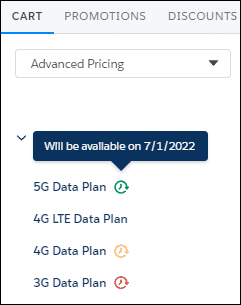 CART PROMOTIONS DISCOUNTS
Advanced Pricing
Will be available on 7/1/2022
5G Data Plan
4G LTE Data Plan
4G Data Plan
3G Data Plan